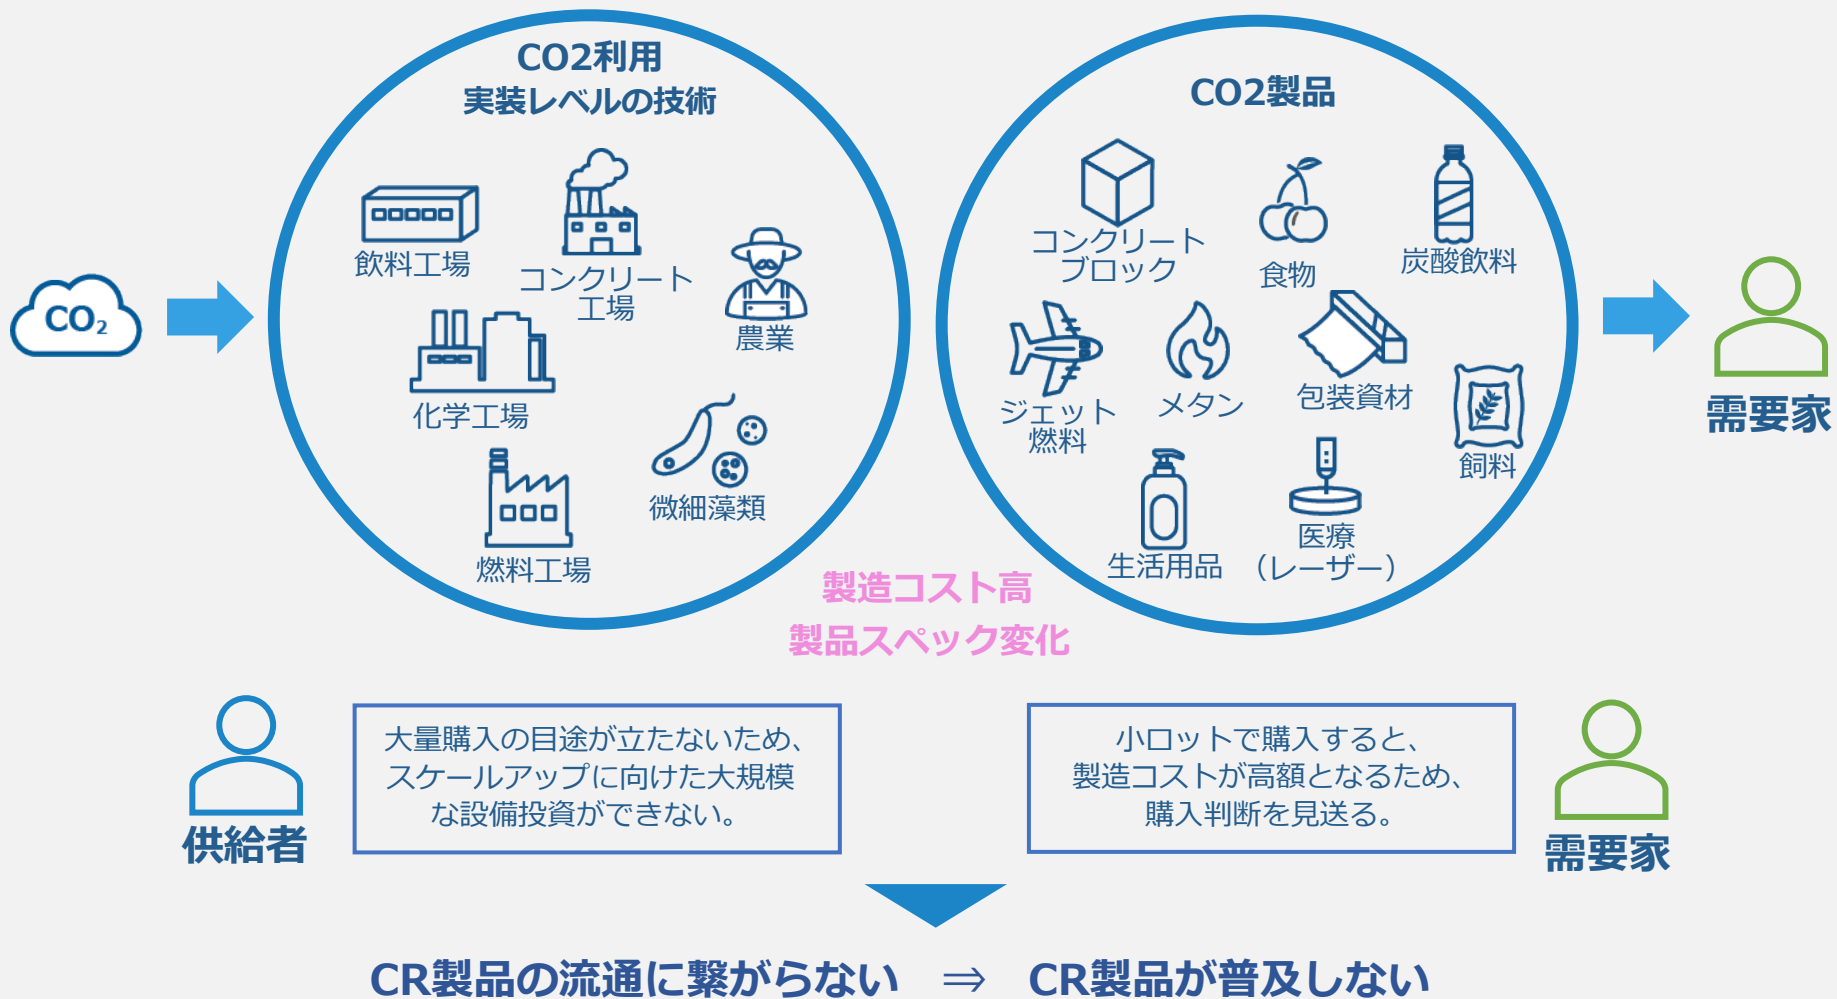 CO2利用
実装レベルの技術
CO2製品
飲料工場
コンクリート
工場
農業
化学工場
微細藻類
燃料工場
CO₂
コンクリート
ブロック
食物
炭酸飲料
ジェット
燃料
メタン
包装資材
飼料
生活用品
医療
（レーザー）
需要家
製造コスト高
製品スペック変化
供給者
大量購入の目途が立たないため、
スケールアップに向けた大規模
な設備投資ができない。
小ロットで購入すると、
製造コストが高額となるため、
購入判断を見送る。
需要家
CR製品の流通に繋がらない ⇒ CR製品が普及しない